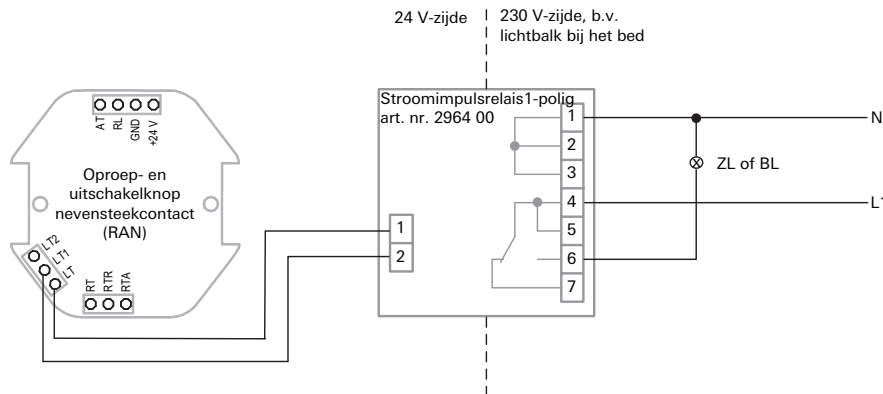 24 V-zijde
230 V-zijde, b.v.
lichtbalk bij het bed
Stroomimpulsrelais1-polig
art. nr. 2964 00
AT
RL
GND
+24 V
Oproep- en
uitschakelknop
nevensteekcontact
(RAN)
LT2
LT1
LT
RT
RTR
RTA
1
2
1
2
3
4
5
6
7
N
ZL of BL
L1